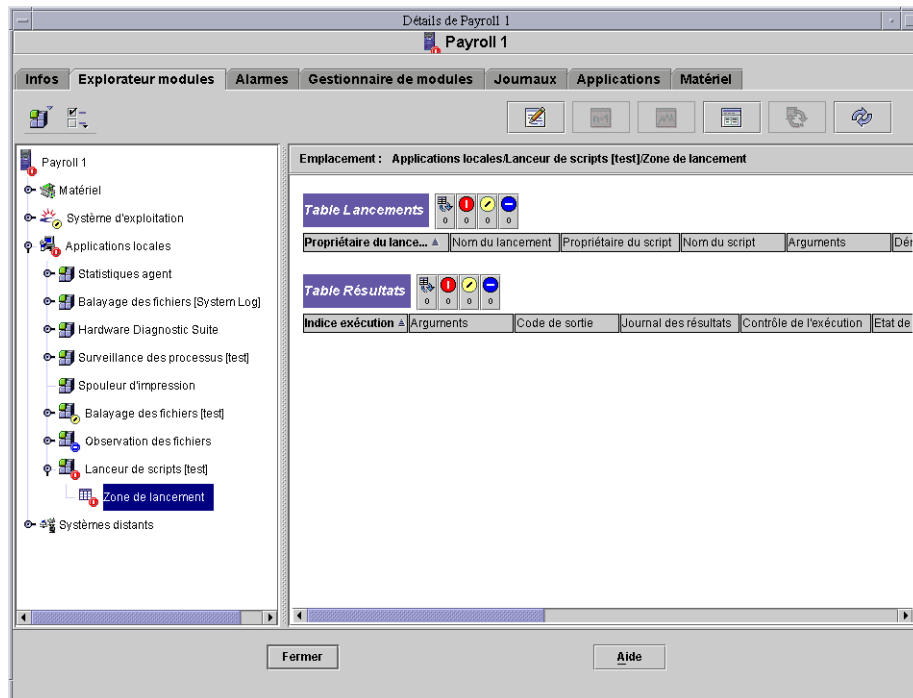 Détails de Payroll 1
Payroll 1
Infos Explorateur modules Alarmes Gestionnaire de modules Journaux Applications Matériel
Payroll 1
Matériel
Système d'exploitation
Applications locales
Statistiques agent
Balayage des fichiers [System Log]
Hardware Diagnostic Suite
Surveillance des processus [test]
Spouleur d'impression
Balayage des fichiers [test]
Observation des fichiers
Lanceur de scripts [test]
Zone de lancement
Systèmes distants
Emplacement : Applications locales/Lanceur de scripts [test]/Zone de lancement
Table Lancements 0 0 0 0
Propriétaire du lance... Nom du lancement Propriétaire du script Nom du script Arguments Dér
Table Résultats 0 0 0 0
Indice exécution Arguments Code de sortie Journal des résultats Contrôle de l'exécution Etat de
Fermer Aide